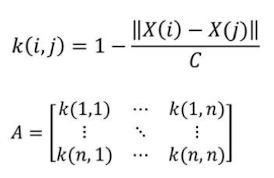 k(i,j) = 1 − ‖X(i) − X(j)‖ / C
A = [k(1,1) ⋯ k(1,n)
⋮ ⋱ ⋮
k(n,1) ⋯ k(n,n)]